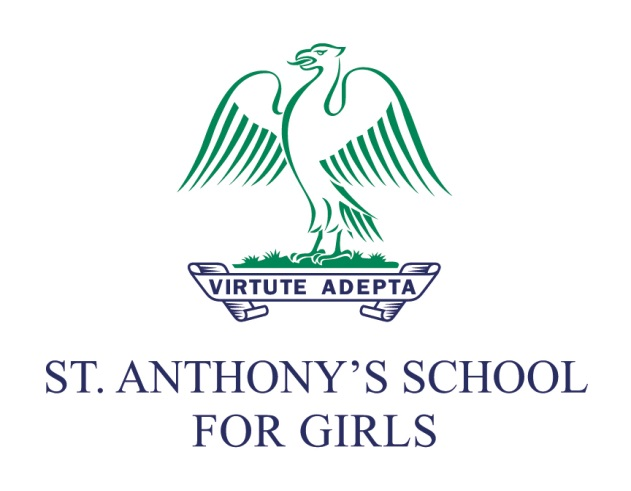 VIRTUTE ADEPTA
ST. ANTHONY’S SCHOOL
FOR GIRLS